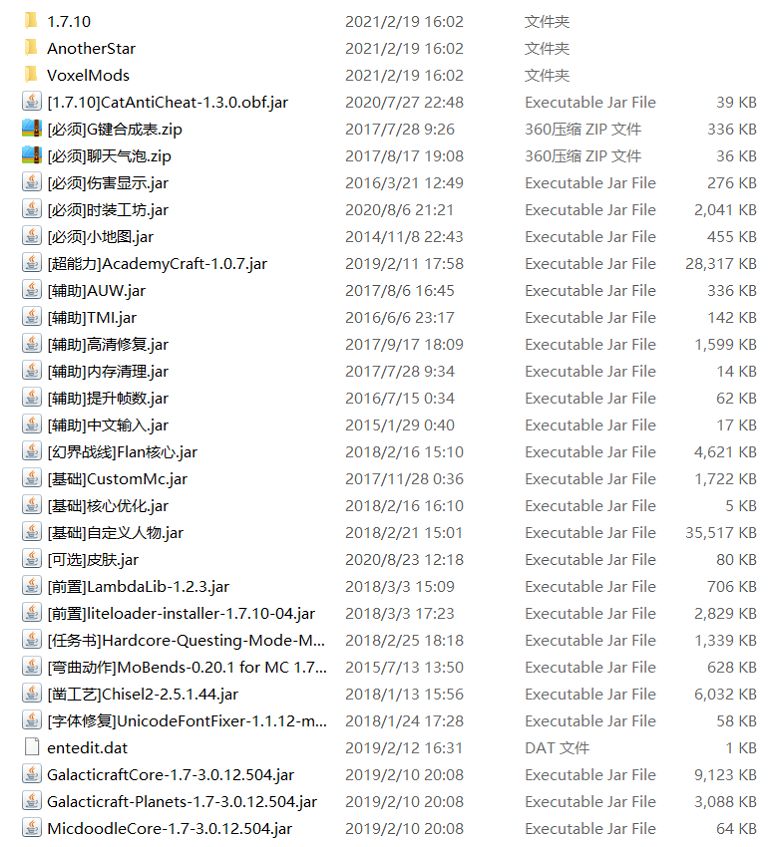 1.7.10 2021/2/19 16:02 文件夹
AnotherStar 2021/2/19 16:02 文件夹
VoxelMods 2021/2/19 16:02 文件夹
[1.7.10]CatAntiCheat-1.3.0.obf.jar 2020/7/27 22:48 Executable Jar File 39 KB
[必须]G键合成表.zip 2017/7/28 9:26 360压缩 ZIP 文件 336 KB
[必须]聊天气泡.zip 2017/8/17 19:08 360压缩 ZIP 文件 36 KB
[必须]伤害显示.jar 2016/3/21 12:49 Executable Jar File 276 KB
[必须]时装工坊.jar 2020/8/6 21:21 Executable Jar File 2,041 KB
[必须]小地图.jar 2014/11/8 22:43 Executable Jar File 455 KB
[超能力]AcademyCraft-1.0.7.jar 2019/2/11 17:58 Executable Jar File 28,317 KB
[辅助]AUW.jar 2017/8/6 16:45 Executable Jar File 336 KB
[辅助]TMI.jar 2016/6/6 23:17 Executable Jar File 142 KB
[辅助]高清修复.jar 2017/9/17 18:09 Executable Jar File 1,599 KB
[辅助]内存清理.jar 2017/7/28 9:34 Executable Jar File 14 KB
[辅助]提升帧数.jar 2016/7/15 0:34 Executable Jar File 62 KB
[辅助]中文输入.jar 2015/1/29 0:40 Executable Jar File 17 KB
[幻界战线]Flan核心.jar 2018/2/16 15:10 Executable Jar File 4,621 KB
[基础]CustomMc.jar 2017/11/28 0:36 Executable Jar File 1,722 KB
[基础]核心优化.jar 2018/2/16 16:10 Executable Jar File 5 KB
[基础]自定义人物.jar 2018/2/21 15:01 Executable Jar File 35,517 KB
[可选]皮肤.jar 2020/8/23 12:18 Executable Jar File 80 KB
[前置]LambdaLib-1.2.3.jar 2018/3/3 15:09 Executable Jar File 706 KB
[前置]liteloader-installer-1.7.10-04.jar 2018/3/3 17:23 Executable Jar File 2,829 KB
[任务书]Hardcore-Questing-Mode-M... 2018/2/25 18:18 Executable Jar File 1,339 KB
[弯曲动作]MoBends-0.20.1 for MC 1.7... 2015/7/13 13:50 Executable Jar File 628 KB
[凿工艺]Chisel2-2.5.1.44.jar 2018/1/13 15:56 Executable Jar File 6,032 KB
[字体修复]UnicodeFontFixer-1.1.12-m... 2018/1/24 17:28 Executable Jar File 58 KB
entedit.dat 2019/2/12 16:31 DAT 文件 1 KB
GalacticraftCore-1.7-3.0.12.504.jar 2019/2/10 20:08 Executable Jar File 9,123 KB
Galacticraft-Planets-1.7-3.0.12.504.jar 2019/2/10 20:08 Executable Jar File 3,088 KB
MicdoodleCore-1.7-3.0.12.504.jar 2019/2/10 20:08 Executable Jar File 64 KB